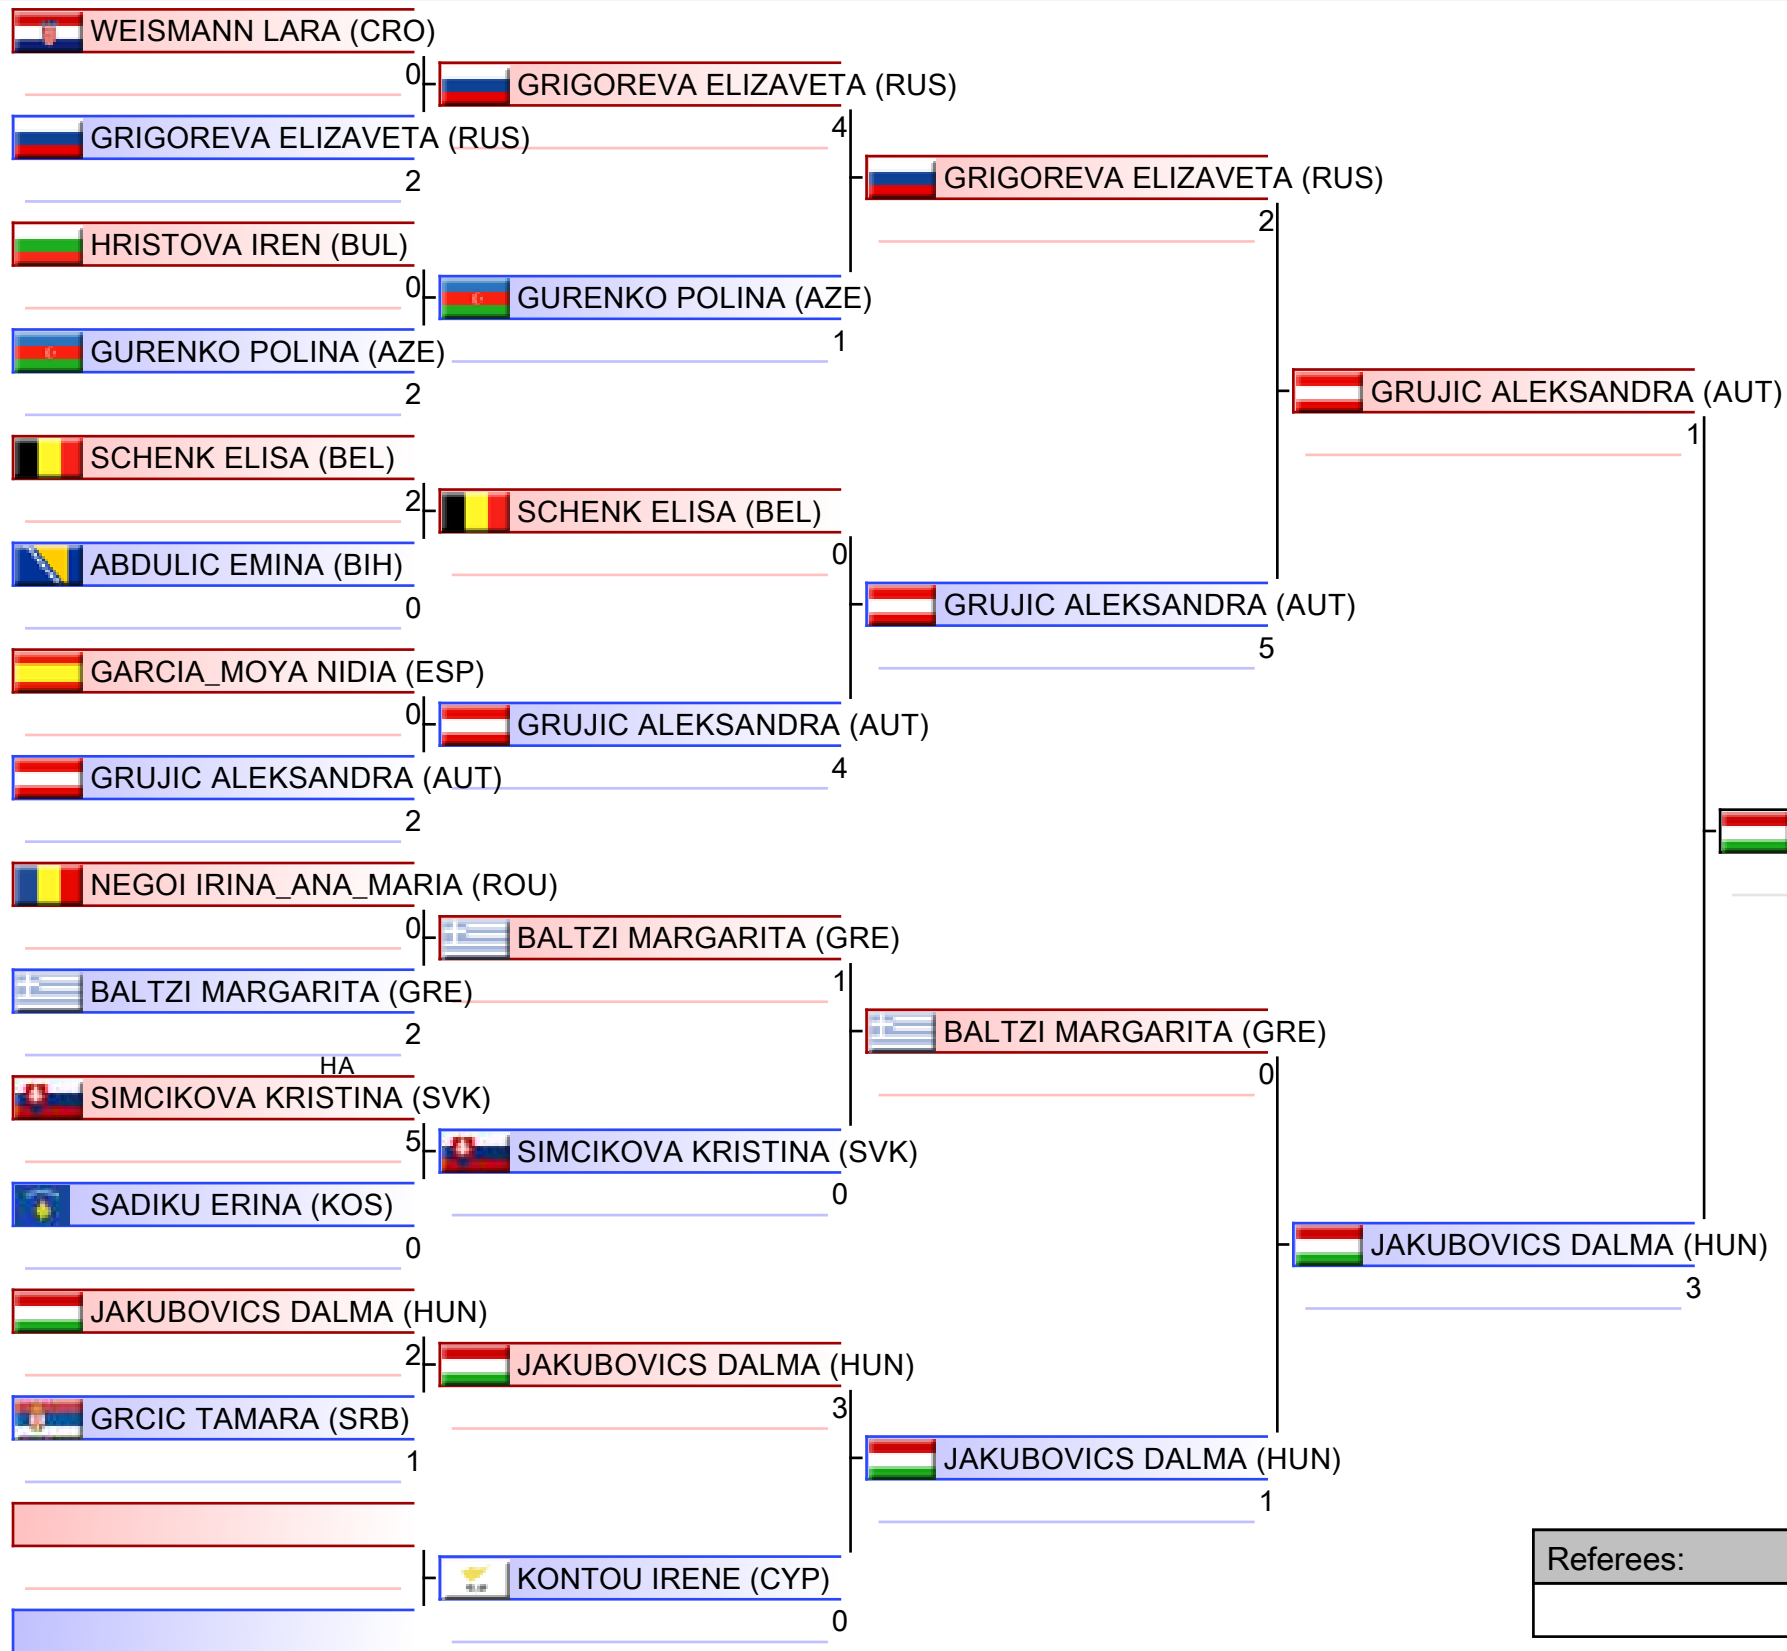 WEISMANN LARA (CRO)
0
GRIGOREVA ELIZAVETA (RUS)
2
HRISTOVA IREN (BUL)
0
GURENKO POLINA (AZE)
2
SCHENK ELISA (BEL)
2
ABDULIC EMINA (BIH)
0
GARCIA_MOYA NIDIA (ESP)
0
GRUJIC ALEKSANDRA (AUT)
2
NEGOI IRINA_ANA_MARIA (ROU)
0
BALTZI MARGARITA (GRE)
2
HA
SIMCIKOVA KRISTINA (SVK)
5
SADIKU ERINA (KOS)
0
JAKUBOVICS DALMA (HUN)
2
GRCIC TAMARA (SRB)
1
GRIGOREVA ELIZAVETA (RUS)
4
GURENKO POLINA (AZE)
1
SCHENK ELISA (BEL)
0
GRUJIC ALEKSANDRA (AUT)
4
BALTZI MARGARITA (GRE)
1
SIMCIKOVA KRISTINA (SVK)
0
JAKUBOVICS DALMA (HUN)
3
KONTOU IRENE (CYP)
0
GRIGOREVA ELIZAVETA (RUS)
2
GRUJIC ALEKSANDRA (AUT)
5
BALTZI MARGARITA (GRE)
0
JAKUBOVICS DALMA (HUN)
1
GRUJIC ALEKSANDRA (AUT)
1
JAKUBOVICS DALMA (HUN)
3
Referees: